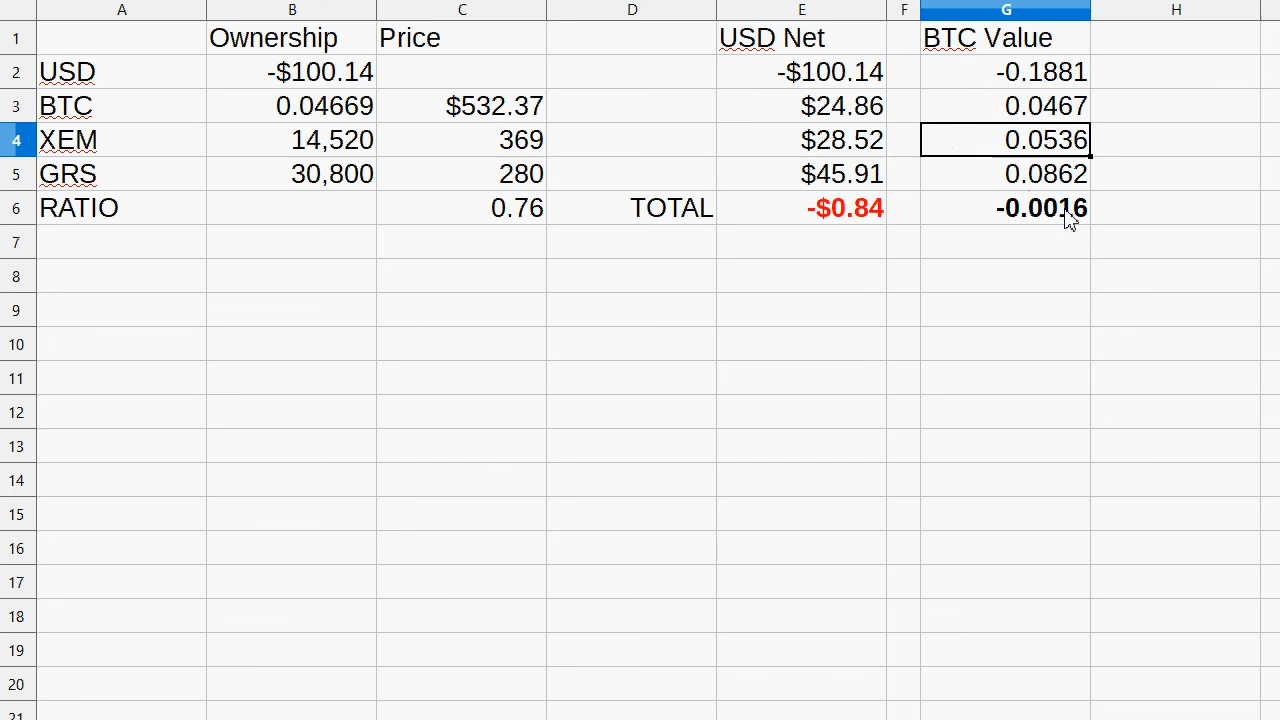 A B C D E F G H
1 Ownership Price USD Net BTC Value
2 USD -$100.14 -$100.14 -0.1881
3 BTC 0.04669 $532.37 $24.86 0.0467
4 XEM 14,520 369 $28.52 0.0536
5 GRS 30,800 280 $45.91 0.0862
6 RATIO 0.76 TOTAL -$0.84 -0.0016
7
8
9
10
11
12
13
14
15
16
17
18
19
20
21